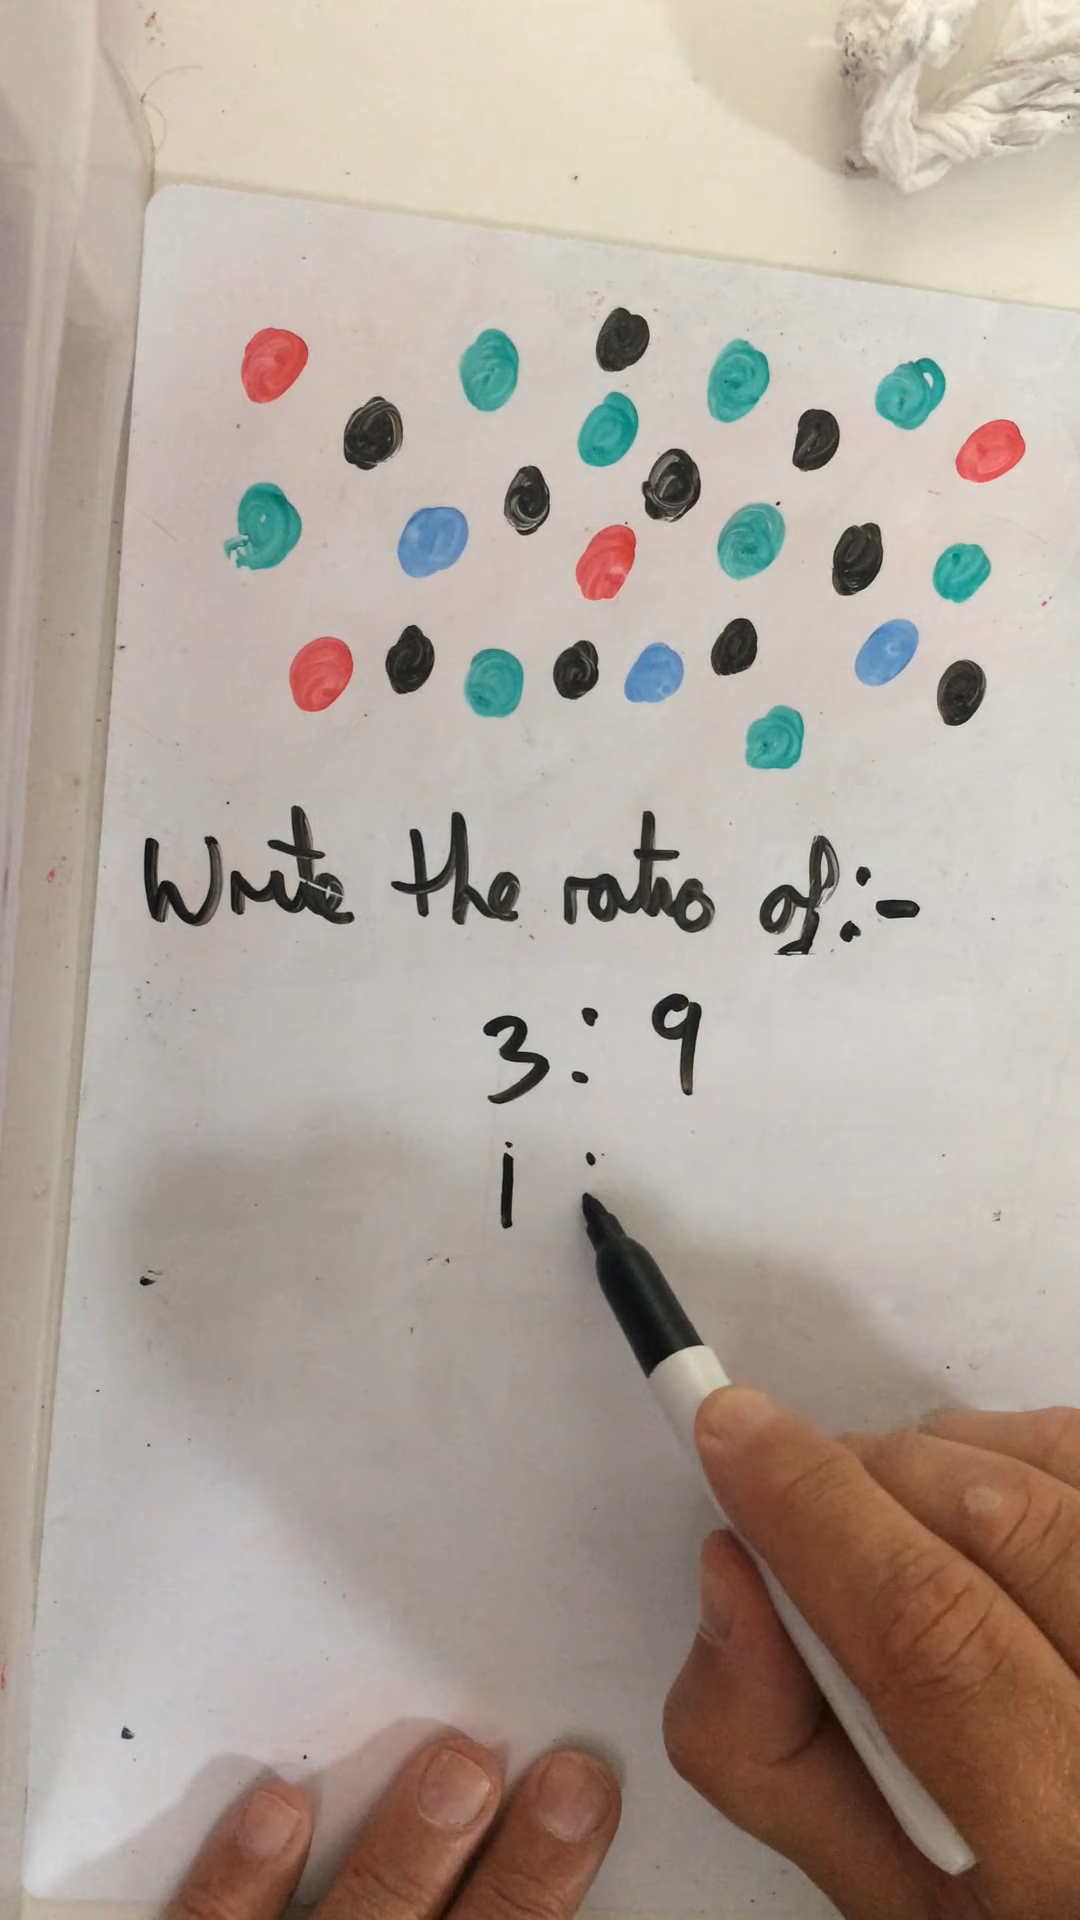 Write the ratio of:-
3 : 9
1 :